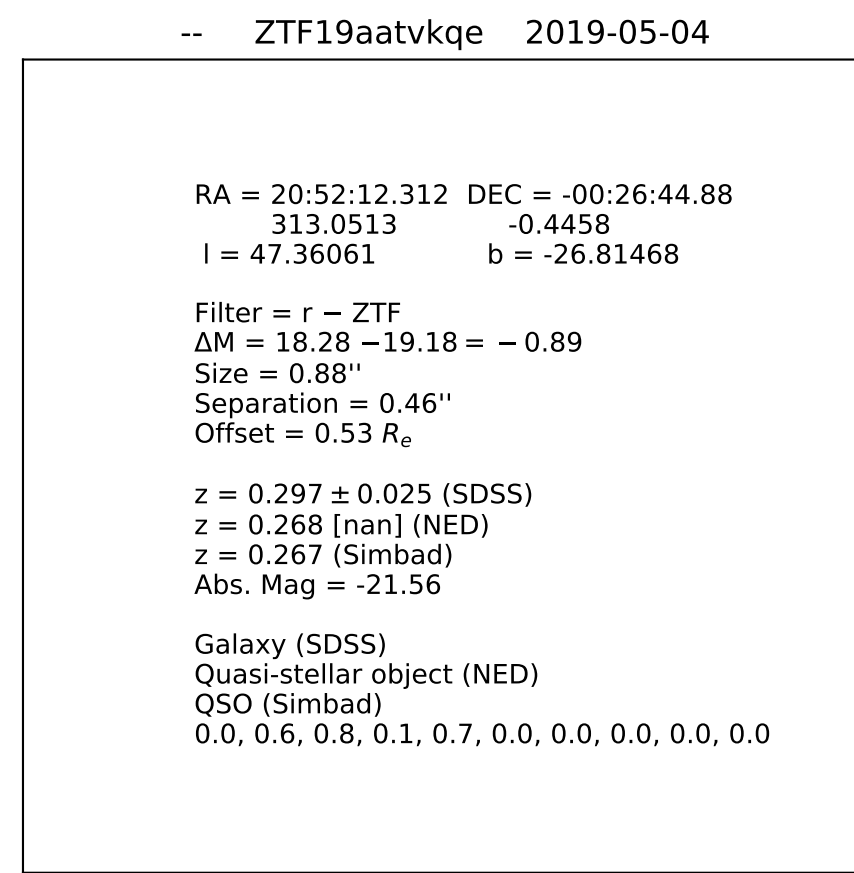 -- ZTF19aatvkqe 2019-05-04
RA = 20:52:12.312 DEC = -00:26:44.88
313.0513 -0.4458
l = 47.36061 b = -26.81468
Filter = r − ZTF
ΔM = 18.28 −19.18 = − 0.89
Size = 0.88''
Separation = 0.46''
Offset = 0.53 Rₑ
z = 0.297 ± 0.025 (SDSS)
z = 0.268 [nan] (NED)
z = 0.267 (Simbad)
Abs. Mag = -21.56
Galaxy (SDSS)
Quasi-stellar object (NED)
QSO (Simbad)
0.0, 0.6, 0.8, 0.1, 0.7, 0.0, 0.0, 0.0, 0.0, 0.0